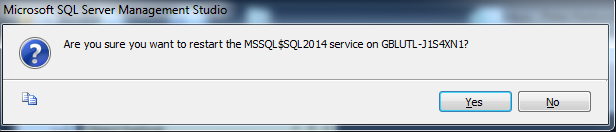 Microsoft SQL Server Management Studio
Are you sure you want to restart the MSSQL$SQL2014 service on GBLUTL-J1S4XN1?
Yes
No